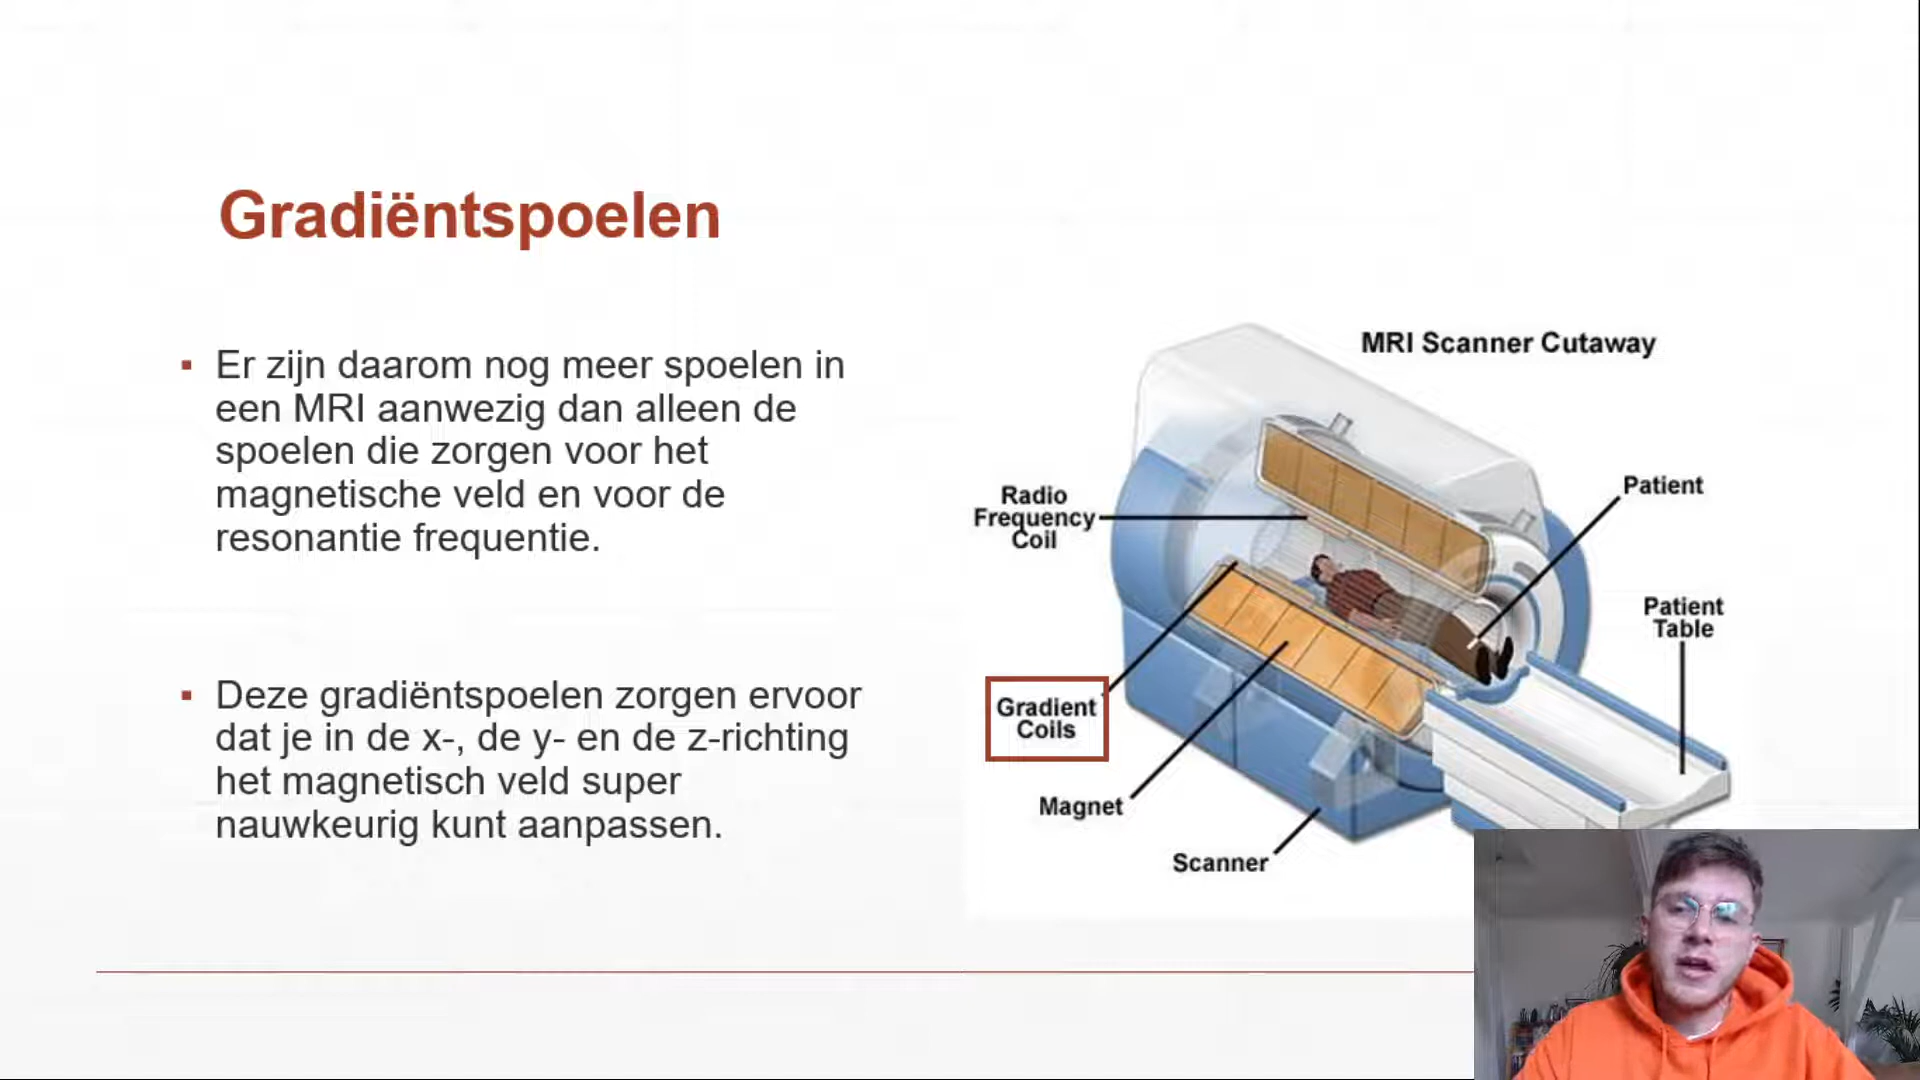 Gradiëntspoelen
▪ Er zijn daarom nog meer spoelen in
een MRI aanwezig dan alleen de
spoelen die zorgen voor het
magnetische veld en voor de
resonantie frequentie.
▪ Deze gradiëntspoelen zorgen ervoor
dat je in de x-, de y- en de z-richting
het magnetisch veld super
nauwkeurig kunt aanpassen.
MRI Scanner Cutaway
Radio
Frequency
Coil
Patient
Patient
Table
Gradient
Coils
Magnet
Scanner